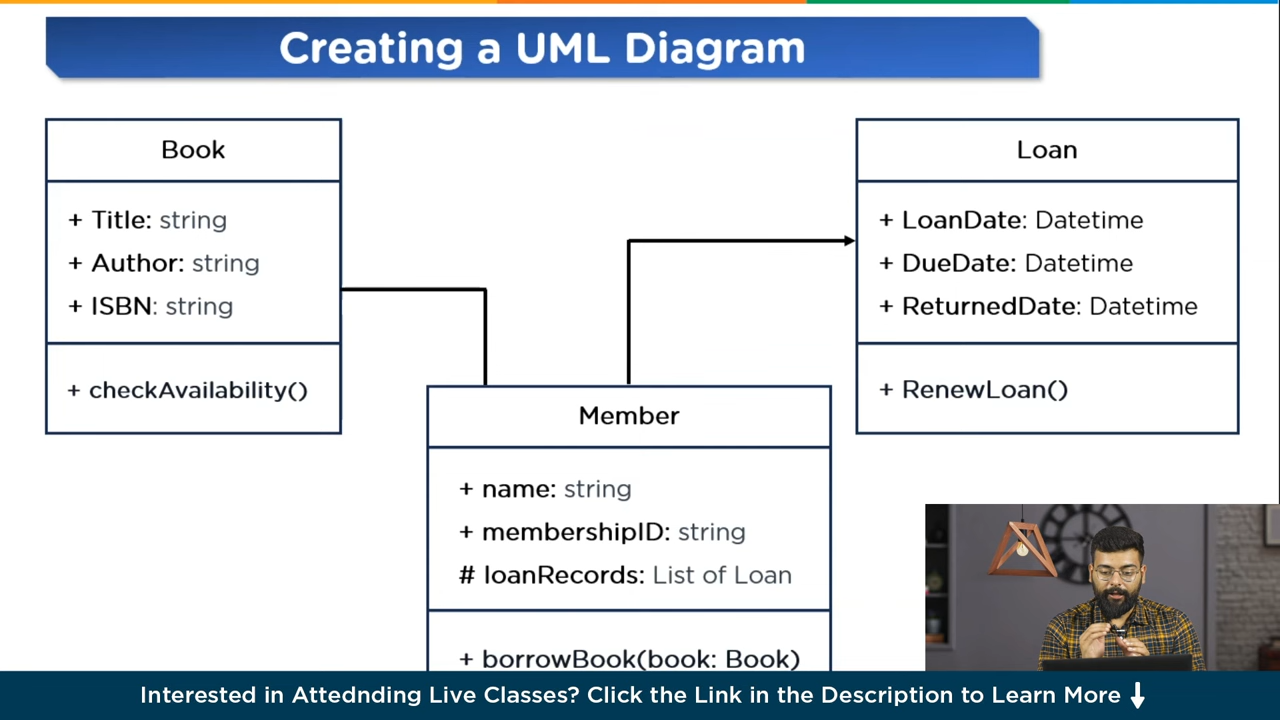 Creating a UML Diagram
Book
+ Title: string
+ Author: string
+ ISBN: string
+ checkAvailability()
Loan
+ LoanDate: Datetime
+ DueDate: Datetime
+ ReturnedDate: Datetime
+ RenewLoan()
Member
+ name: string
+ membershipID: string
# loanRecords: List of Loan
+ borrowBook(book: Book)
Interested in Attednding Live Classes? Click the Link in the Description to Learn More